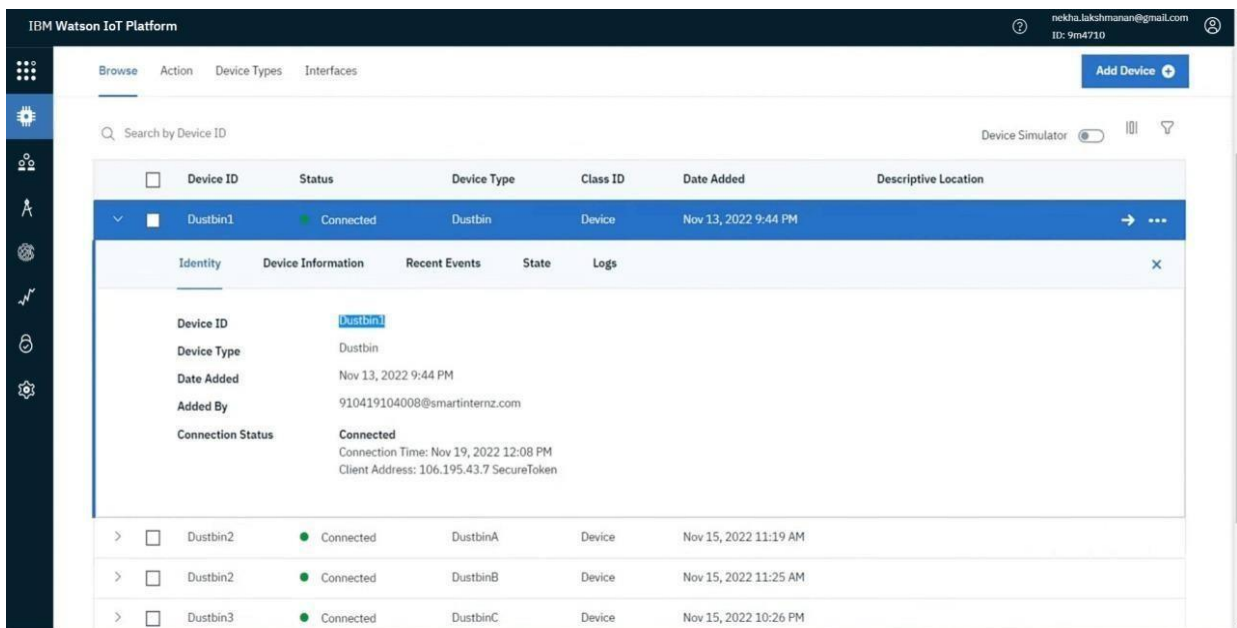 IBM Watson IoT Platform
nekha.lakshmanan@gmail.com
ID: 9m4710
Browse Action Device Types Interfaces
Add Device
Search by Device ID
Device Simulator
Device ID Status Device Type Class ID Date Added Descriptive Location
Dustbin1 Connected Dustbin Device Nov 13, 2022 9:44 PM
Identity Device Information Recent Events State Logs
Device ID Dustbin1
Device Type Dustbin
Date Added Nov 13, 2022 9:44 PM
Added By 910419104008@smartinternz.com
Connection Status Connected
Connection Time: Nov 19, 2022 12:08 PM
Client Address: 106.195.43.7 SecureToken
Dustbin2 Connected DustbinA Device Nov 15, 2022 11:19 AM
Dustbin2 Connected DustbinB Device Nov 15, 2022 11:25 AM
Dustbin3 Connected DustbinC Device Nov 15, 2022 10:26 PM